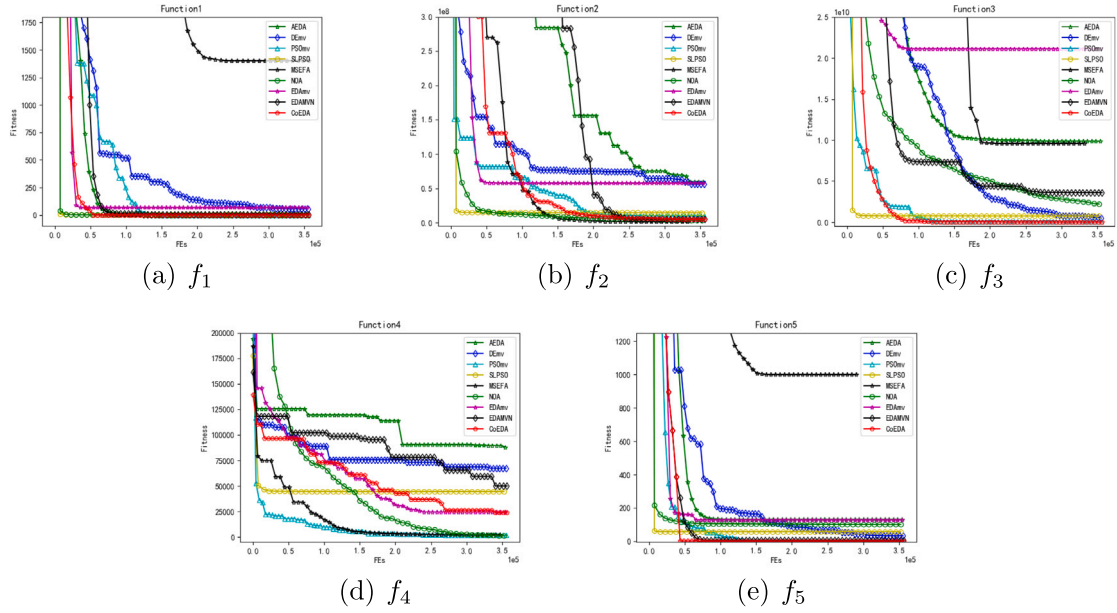 Function1
Fitness
1750
1500
1250
1000
750
500
250
0
0.0 0.5 1.0 1.5 2.0 2.5 3.0 3.5
FEs
1e5
AEDA
DEmv
PSOmv
SLPSO
MSEFA
NOA
EDAmv
EDAMVN
CoEDA
(a) f1
Function2
1e8
Fitness
3.0
2.5
2.0
1.5
1.0
0.5
0.0
0.0 0.5 1.0 1.5 2.0 2.5 3.0 3.5
FEs
1e5
AEDA
DEmv
PSOmv
SLPSO
MSEFA
NOA
EDAmv
EDAMVN
CoEDA
(b) f2
Function3
1e10
Fitness
2.5
2.0
1.5
1.0
0.5
0.0
0.0 0.5 1.0 1.5 2.0 2.5 3.0 3.5
FEs
1e5
AEDA
DEmv
PSOmv
SLPSO
MSEFA
NOA
EDAmv
EDAMVN
CoEDA
(c) f3
Function4
Fitness
200000
175000
150000
125000
100000
75000
50000
25000
0
0.0 0.5 1.0 1.5 2.0 2.5 3.0 3.5
FEs
1e5
AEDA
DEmv
PSOmv
SLPSO
MSEFA
NOA
EDAmv
EDAMVN
CoEDA
(d) f4
Function5
Fitness
1200
1000
800
600
400
200
0
0.0 0.5 1.0 1.5 2.0 2.5 3.0 3.5
FEs
1e5
AEDA
DEmv
PSOmv
SLPSO
MSEFA
NOA
EDAmv
EDAMVN
CoEDA
(e) f5